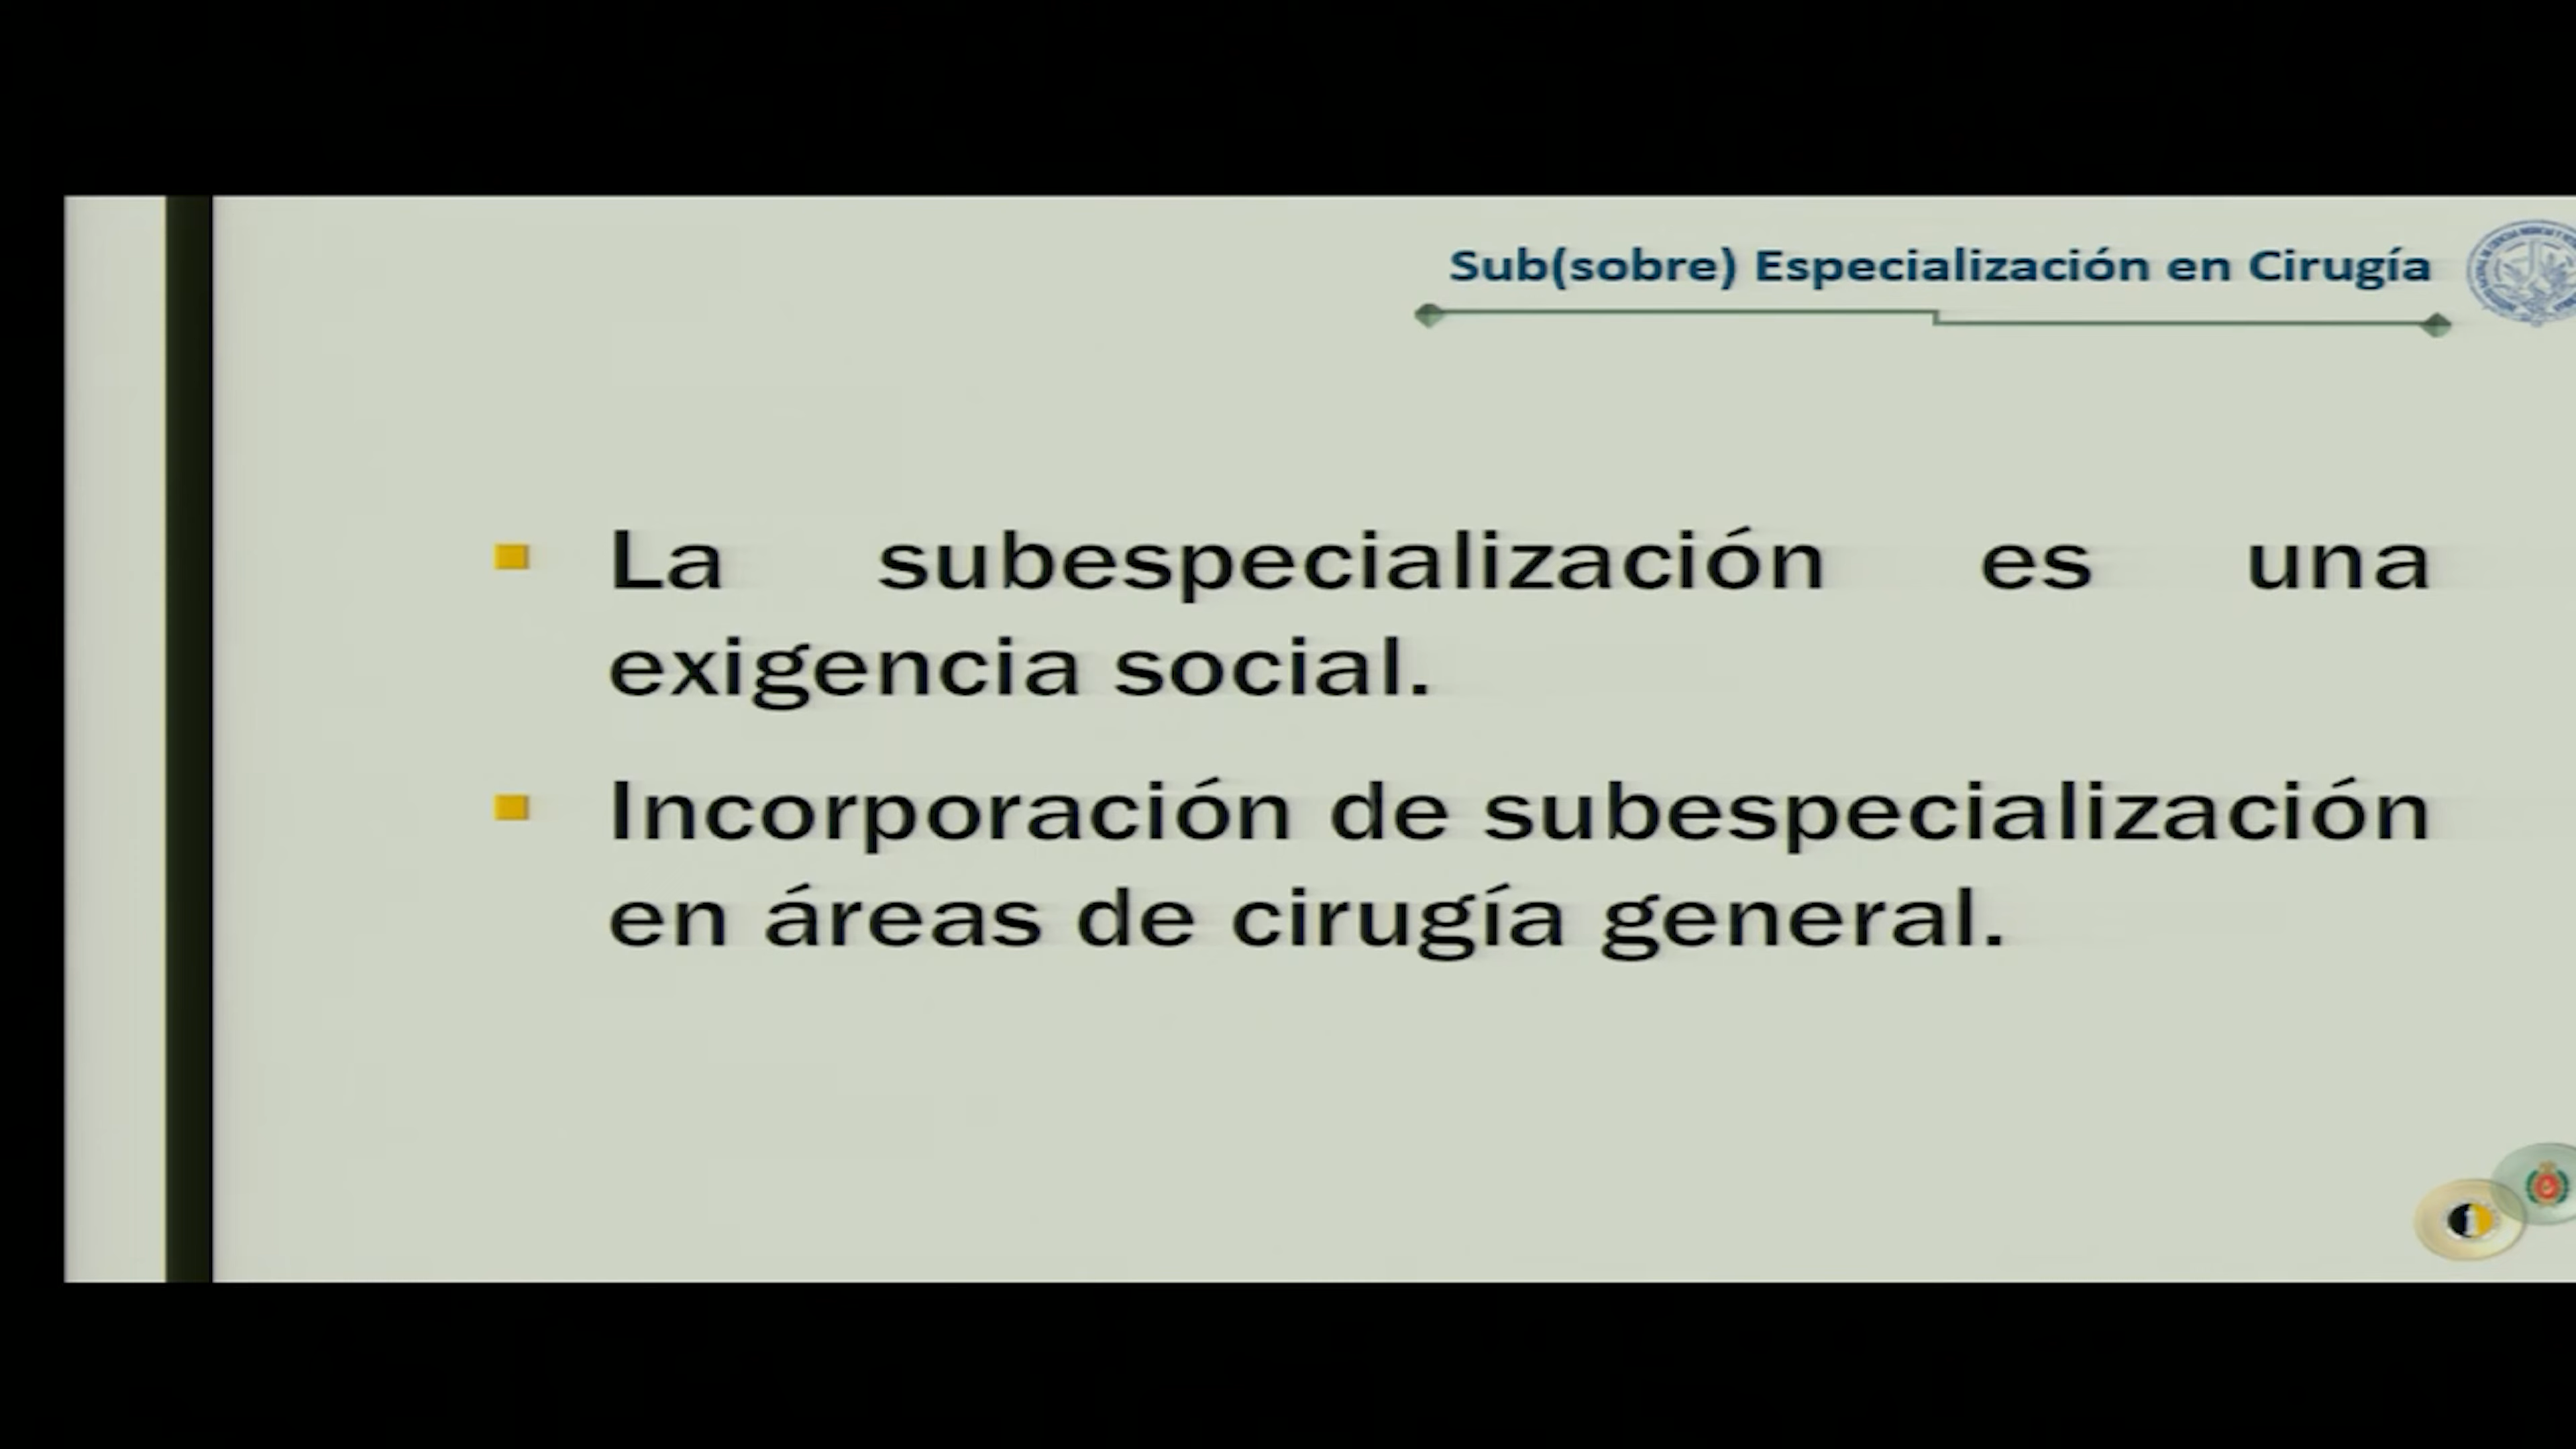 Sub(sobre) Especialización en Cirugía
La subespecialización es una
exigencia social.
Incorporación de subespecialización
en áreas de cirugía general.